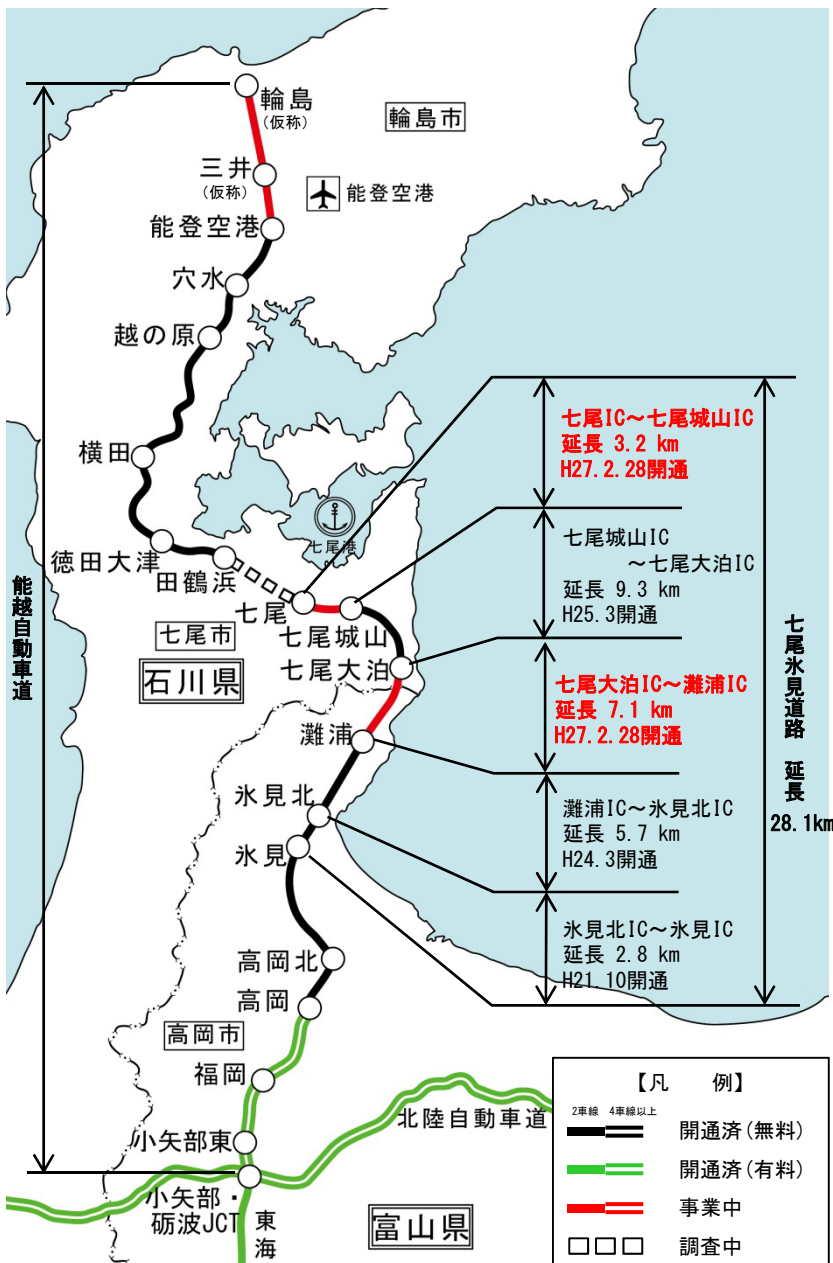 輪島
(仮称)
輪島市
三井
(仮称)
能登空港
能登空港
穴水
越の原
横田
徳田大津
田鶴浜
七尾港
七尾
七尾城山
七尾大泊
七尾市
石川県
灘浦
氷見北
氷見
高岡北
高岡
高岡市
福岡
小矢部東
小矢部・
砺波JCT
東海
北陸自動車道
富山県
能越自動車道
七尾IC～七尾城山IC
延長 3.2 km
H27.2.28開通
七尾城山IC
～七尾大泊IC
延長 9.3 km
H25.3開通
七尾大泊IC～灘浦IC
延長 7.1 km
H27.2.28開通
灘浦IC～氷見北IC
延長 5.7 km
H24.3開通
氷見北IC～氷見IC
延長 2.8 km
H21.10開通
七尾氷見道路 延長
28.1km
【凡 例】
2車線 4車線以上
開通済(無料)
開通済(有料)
事業中
調査中